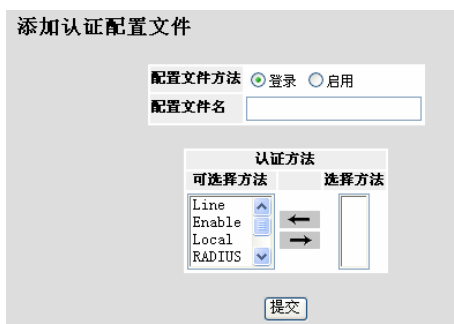 添加认证配置文件
配置文件方法 登录 启用
配置文件名
认证方法
可选择方法 选择方法
Line
Enable
Local
RADIUS
提交